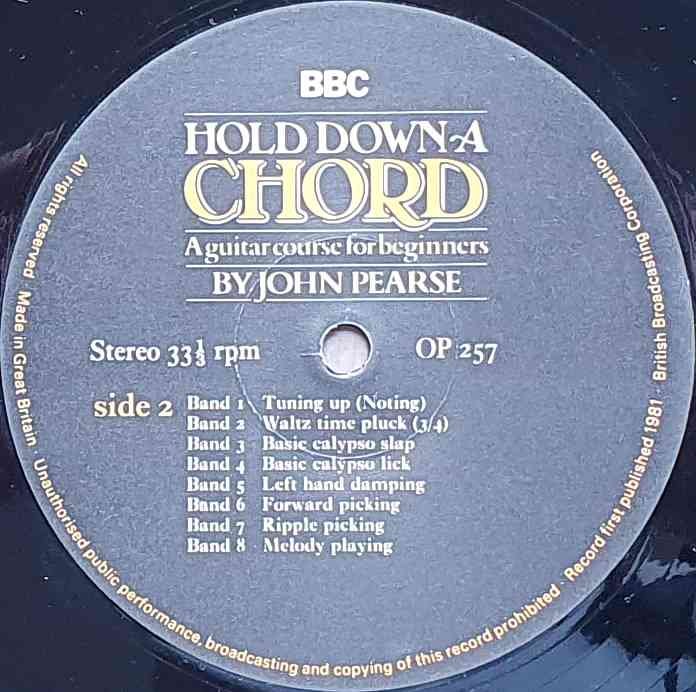 BBC
HOLD DOWN A
CHORD
A guitar course for beginners
BY JOHN PEARSE
Stereo 33⅓ rpm
OP 257
side 2
Band 1 Tuning up (Noting)
Band 2 Waltz time pluck (3/4)
Band 3 Basic calypso slap
Band 4 Basic calypso lick
Band 5 Left hand damping
Band 6 Forward picking
Band 7 Ripple picking
Band 8 Melody playing
All rights reserved · Made in Great Britain · Unauthorised public performance, broadcasting and copying of this record prohibited · Record first published 1981 · British Broadcasting Corporation